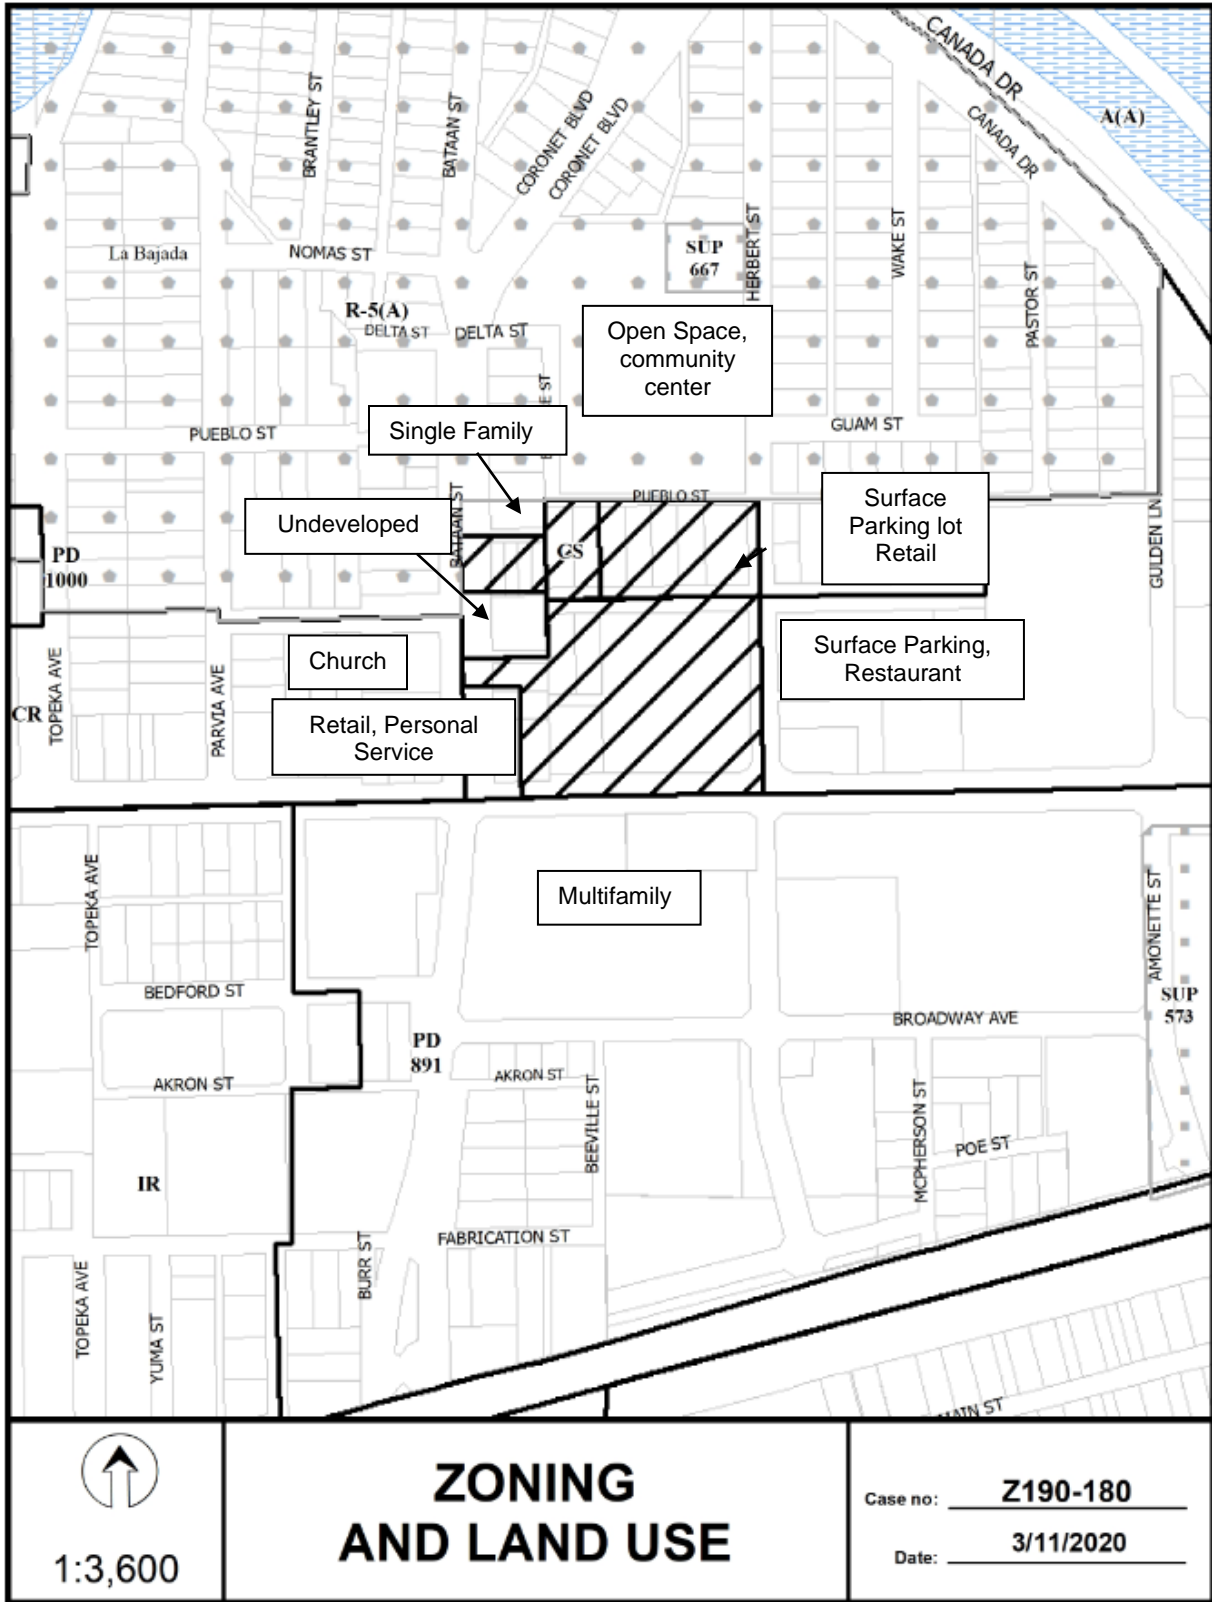 CANADA DR
A(A)
CANADA DR
BRANTLEY ST
BATAAN ST
CORONET BLVD
CORONET BLVD
HERBERT ST
WAKE ST
PASTOR ST
La Bajada
NOMAS ST
SUP
667
R-5(A)
DELTA ST
DELTA ST
Open Space,
community
center
Single Family
PUEBLO ST
GUAM ST
Undeveloped
BATAAN ST
PUEBLO ST
Surface
Parking lot
Retail
GULDEN LN
GS
PD
1000
Church
Surface Parking,
Restaurant
TOPEKA AVE
PARVIA AVE
CR
Retail, Personal
Service
TOPEKA AVE
Multifamily
AMONETTE ST
BEDFORD ST
SUP
573
BROADWAY AVE
PD
891
AKRON ST
AKRON ST
BEEVILLE ST
MCPHERSON ST
POE ST
IR
FABRICATION ST
BURR ST
TOPEKA AVE
YUMA ST
MAIN ST
1:3,600
ZONING
AND LAND USE
Case no: Z190-180
Date: 3/11/2020